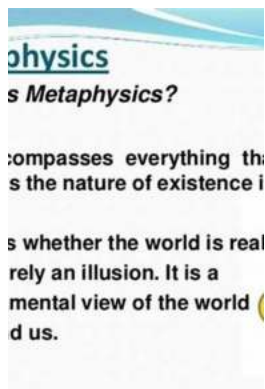 physics
s Metaphysics?
compasses everything tha
s the nature of existence i
s whether the world is real
rely an illusion. It is a
mental view of the world
d us.